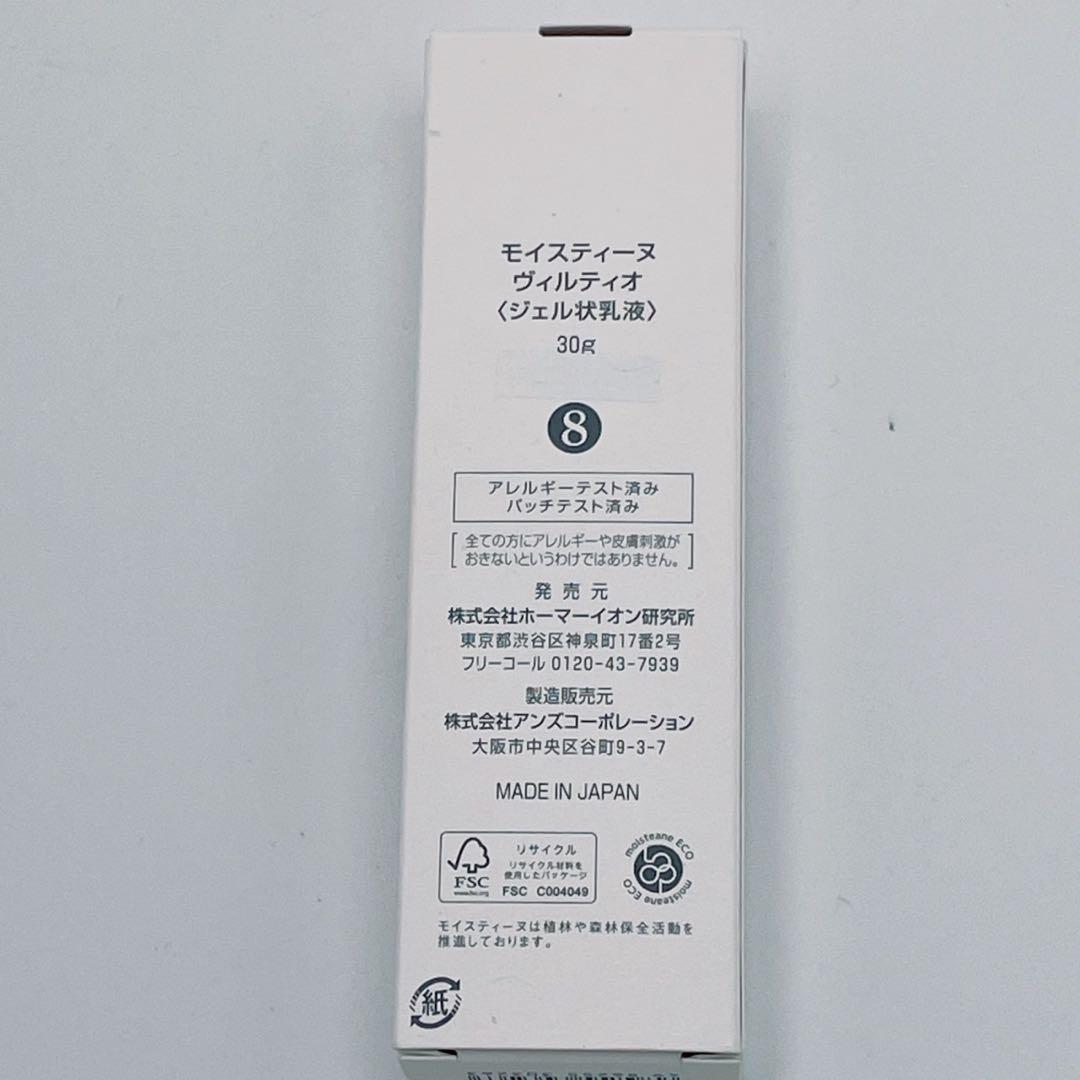 モイスティーヌ
ヴィルティオ
〈ジェル状乳液〉
30g
8
アレルギーテスト済み
パッチテスト済み
[ 全ての方にアレルギーや皮膚刺激が
おきないというわけではありません。]
発売元
株式会社ホーマーイオン研究所
東京都渋谷区神泉町17番2号
フリーコール 0120-43-7939
製造販売元
株式会社アンズコーポレーション
大阪市中央区谷町9-3-7
MADE IN JAPAN
FSC
www.fsc.org
リサイクル
リサイクル材料を
使用したパッケージ
FSC C004049
moisteane ECO
moisteane ECO
モイスティーヌは植林や森林保全活動を
推進しております。
紙